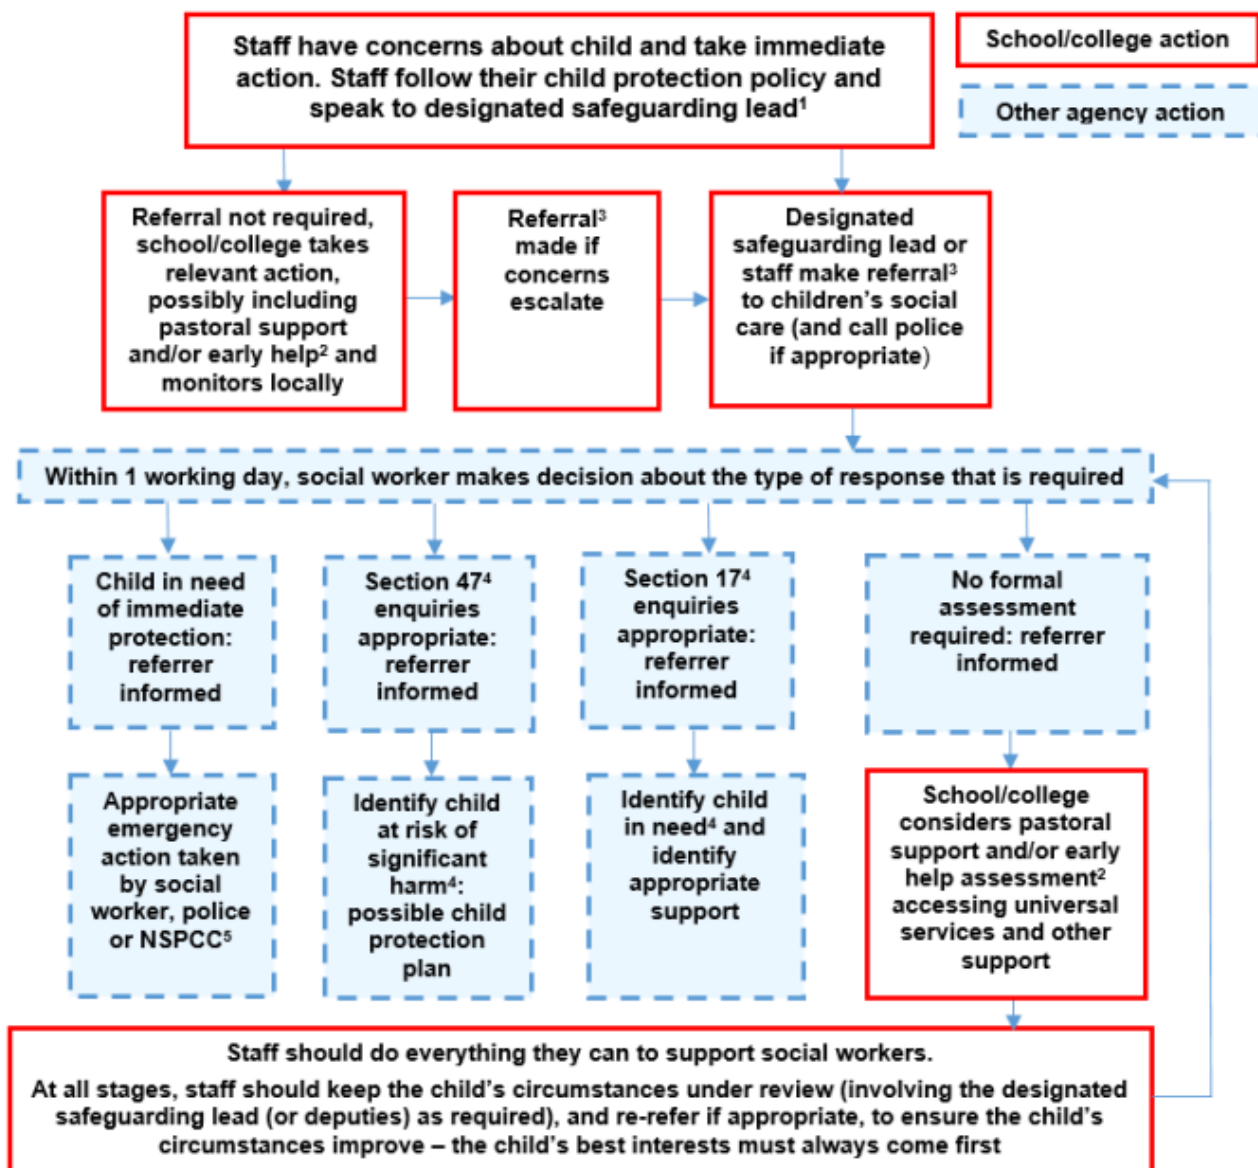 Staff have concerns about child and take immediate
action. Staff follow their child protection policy and
speak to designated safeguarding lead¹
School/college action
Other agency action
Referral not required,
school/college takes
relevant action,
possibly including
pastoral support
and/or early help² and
monitors locally
Referral³
made if
concerns
escalate
Designated
safeguarding lead or
staff make referral³
to children’s social
care (and call police
if appropriate)
Within 1 working day, social worker makes decision about the type of response that is required
Child in need
of immediate
protection:
referrer
informed
Section 47⁴
enquiries
appropriate:
referrer
informed
Section 17⁴
enquiries
appropriate:
referrer
informed
No formal
assessment
required: referrer
informed
Appropriate
emergency
action taken
by social
worker, police
or NSPCC⁵
Identify child
at risk of
significant
harm⁴:
possible child
protection
plan
Identify child
in need⁴ and
identify
appropriate
support
School/college
considers pastoral
support and/or early
help assessment²
accessing universal
services and other
support
Staff should do everything they can to support social workers.
At all stages, staff should keep the child’s circumstances under review (involving the designated
safeguarding lead (or deputies) as required), and re-refer if appropriate, to ensure the child’s
circumstances improve – the child’s best interests must always come first